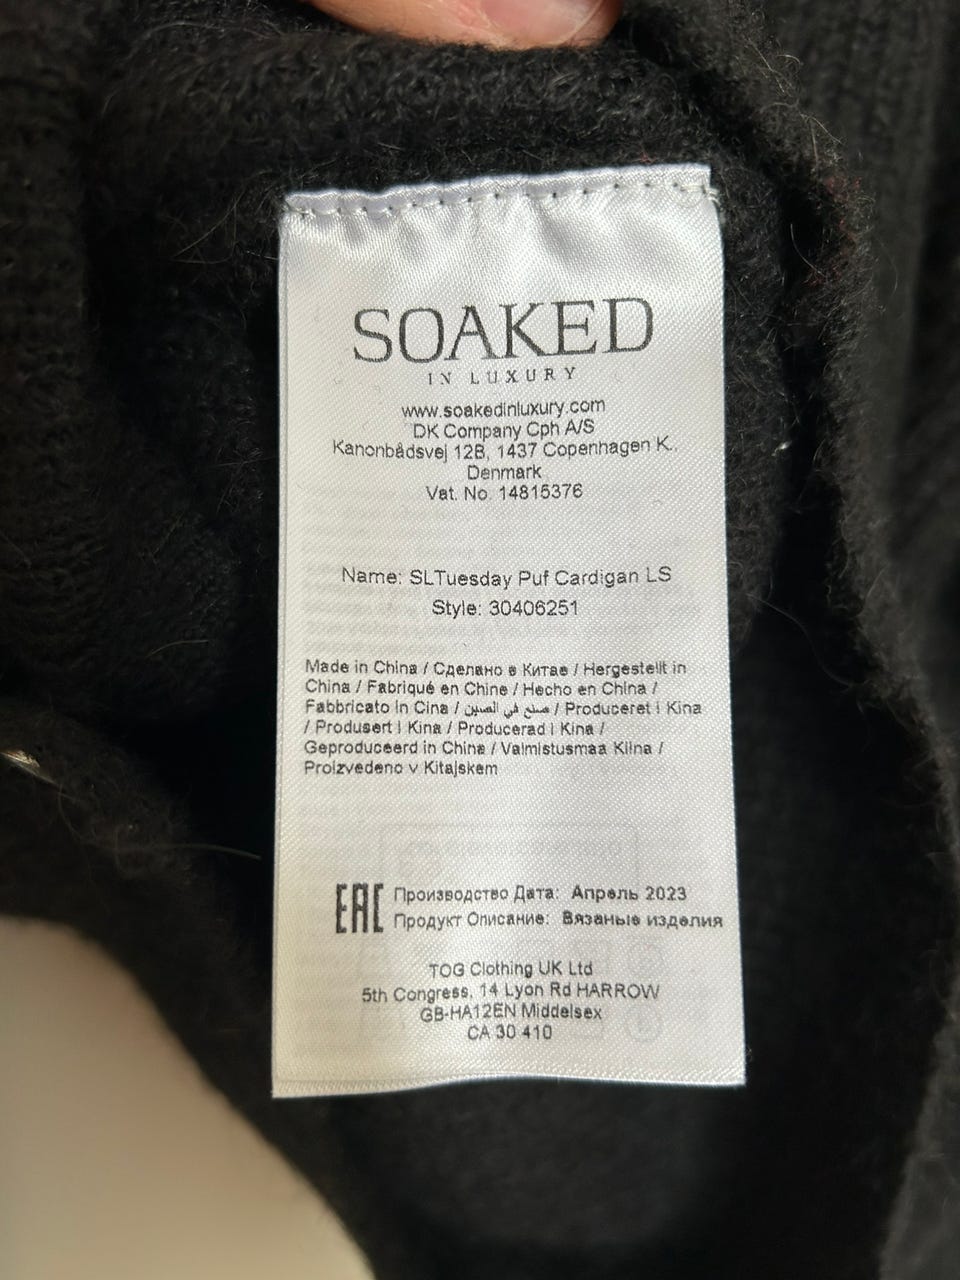 SOAKED
IN LUXURY
www.soakedinluxury.com
DK Company Cph A/S
Kanonbådsvej 12B, 1437 Copenhagen K.,
Denmark
Vat. No. 14815376
Name: SLTuesday Puf Cardigan LS
Style: 30406251
Made in China / Сделано в Китае / Hergestellt in
China / Fabriqué en Chine / Hecho en China /
Fabbricato in Cina / صنع في الصين / Produceret i Kina
/ Produsert i Kina / Producerad i Kina /
Geproduceerd in China / Valmistusmaa Kiina /
Proizvedeno v Kitajskem
EAC Производство Дата: Апрель 2023
Продукт Описание: Вязаные изделия
TOG Clothing UK Ltd
5th Congress, 14 Lyon Rd HARROW
GB-HA12EN Middelsex
CA 30 410